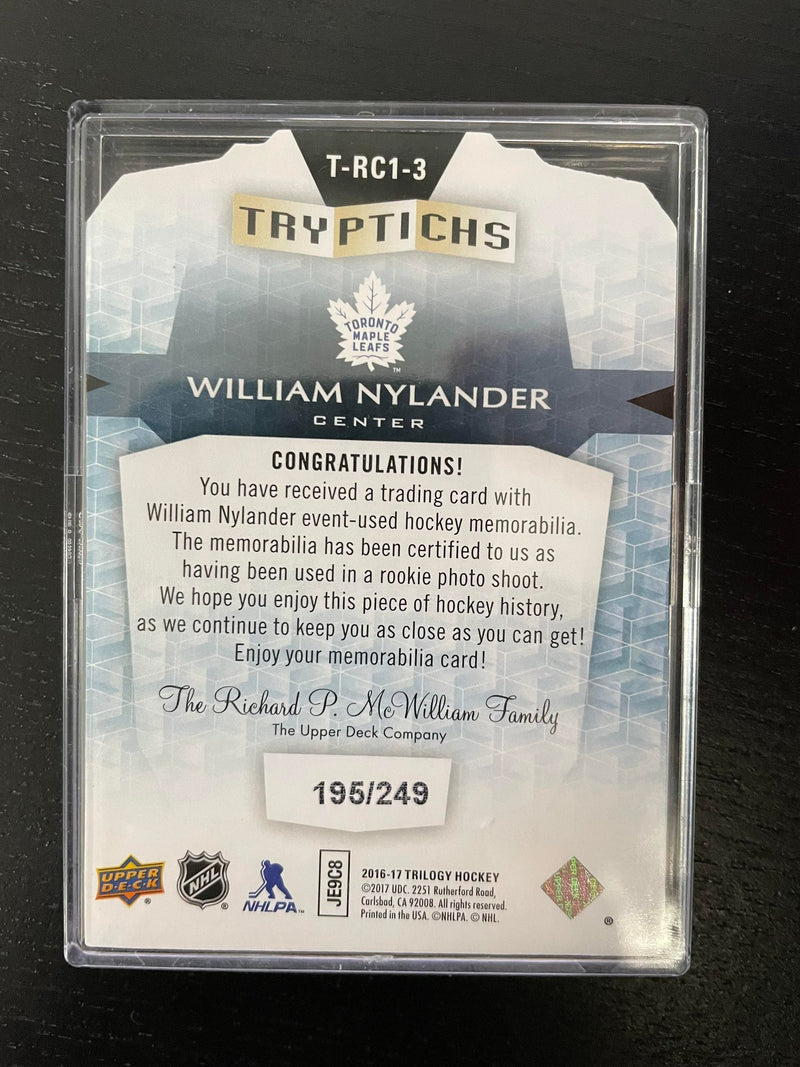 T-RC1-3
TRYPTICHS
TORONTO
MAPLE
LEAFS
™
WILLIAM NYLANDER
CENTER
CONGRATULATIONS!
You have received a trading card with
William Nylander event-used hockey memorabilia.
The memorabilia has been certified to us as
having been used in a rookie photo shoot.
We hope you enjoy this piece of hockey history,
as we continue to keep you as close as you can get!
Enjoy your memorabilia card!
The Richard P. McWilliam Family
The Upper Deck Company
195/249
UPPER
D·E·C·K
®
NHL
®
NHLPA™
JE9C8
2016-17 TRILOGY HOCKEY
©2017 UDC. 2251 Rutherford Road,
Carlsbad, CA 92008. All rights reserved.
Printed in the USA. ©NHLPA. © NHL.
®